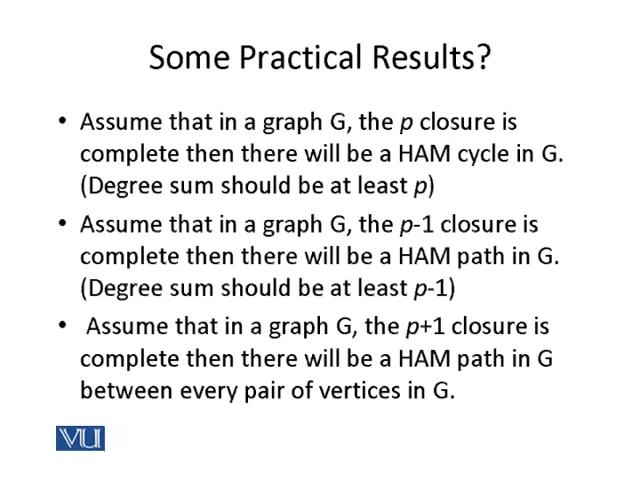 Some Practical Results?
• Assume that in a graph G, the p closure is
complete then there will be a HAM cycle in G.
(Degree sum should be at least p)
• Assume that in a graph G, the p-1 closure is
complete then there will be a HAM path in G.
(Degree sum should be at least p-1)
• Assume that in a graph G, the p+1 closure is
complete then there will be a HAM path in G
between every pair of vertices in G.
VU